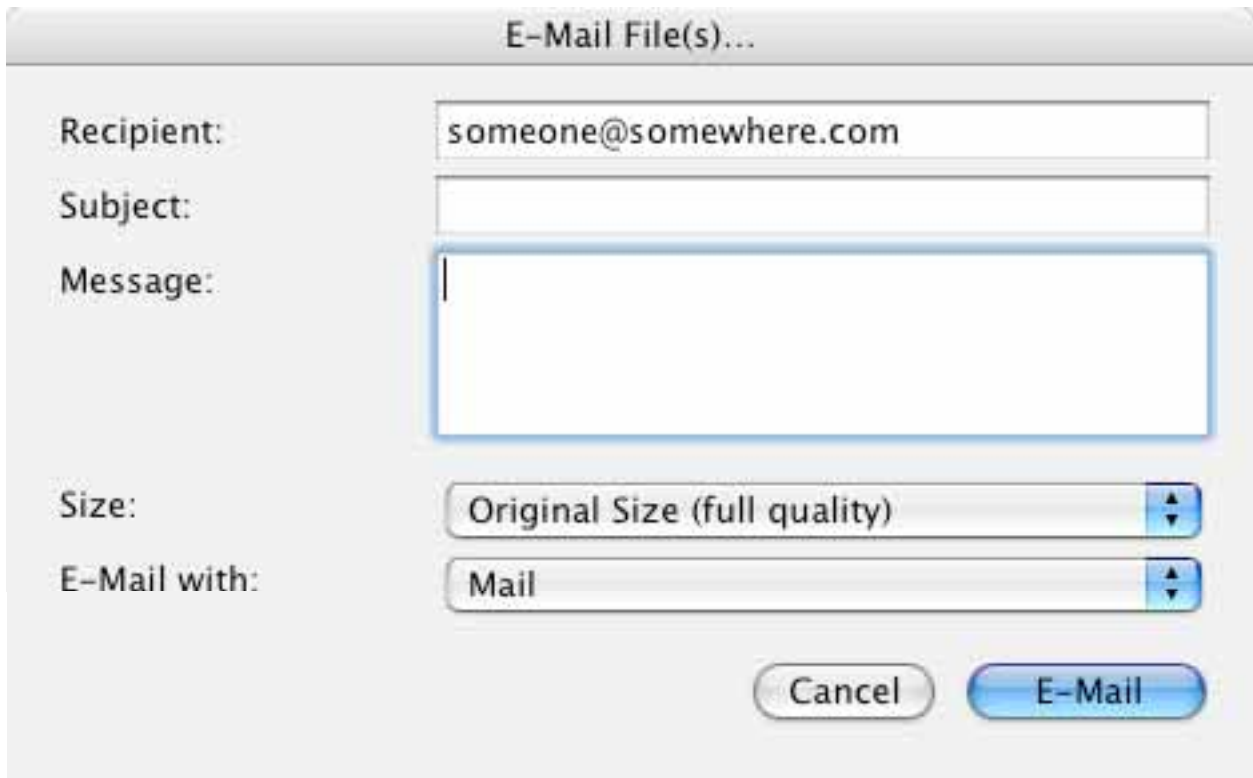 E-Mail File(s)...
Recipient: someone@somewhere.com
Subject:
Message:
Size: Original Size (full quality)
E-Mail with: Mail
Cancel E-Mail